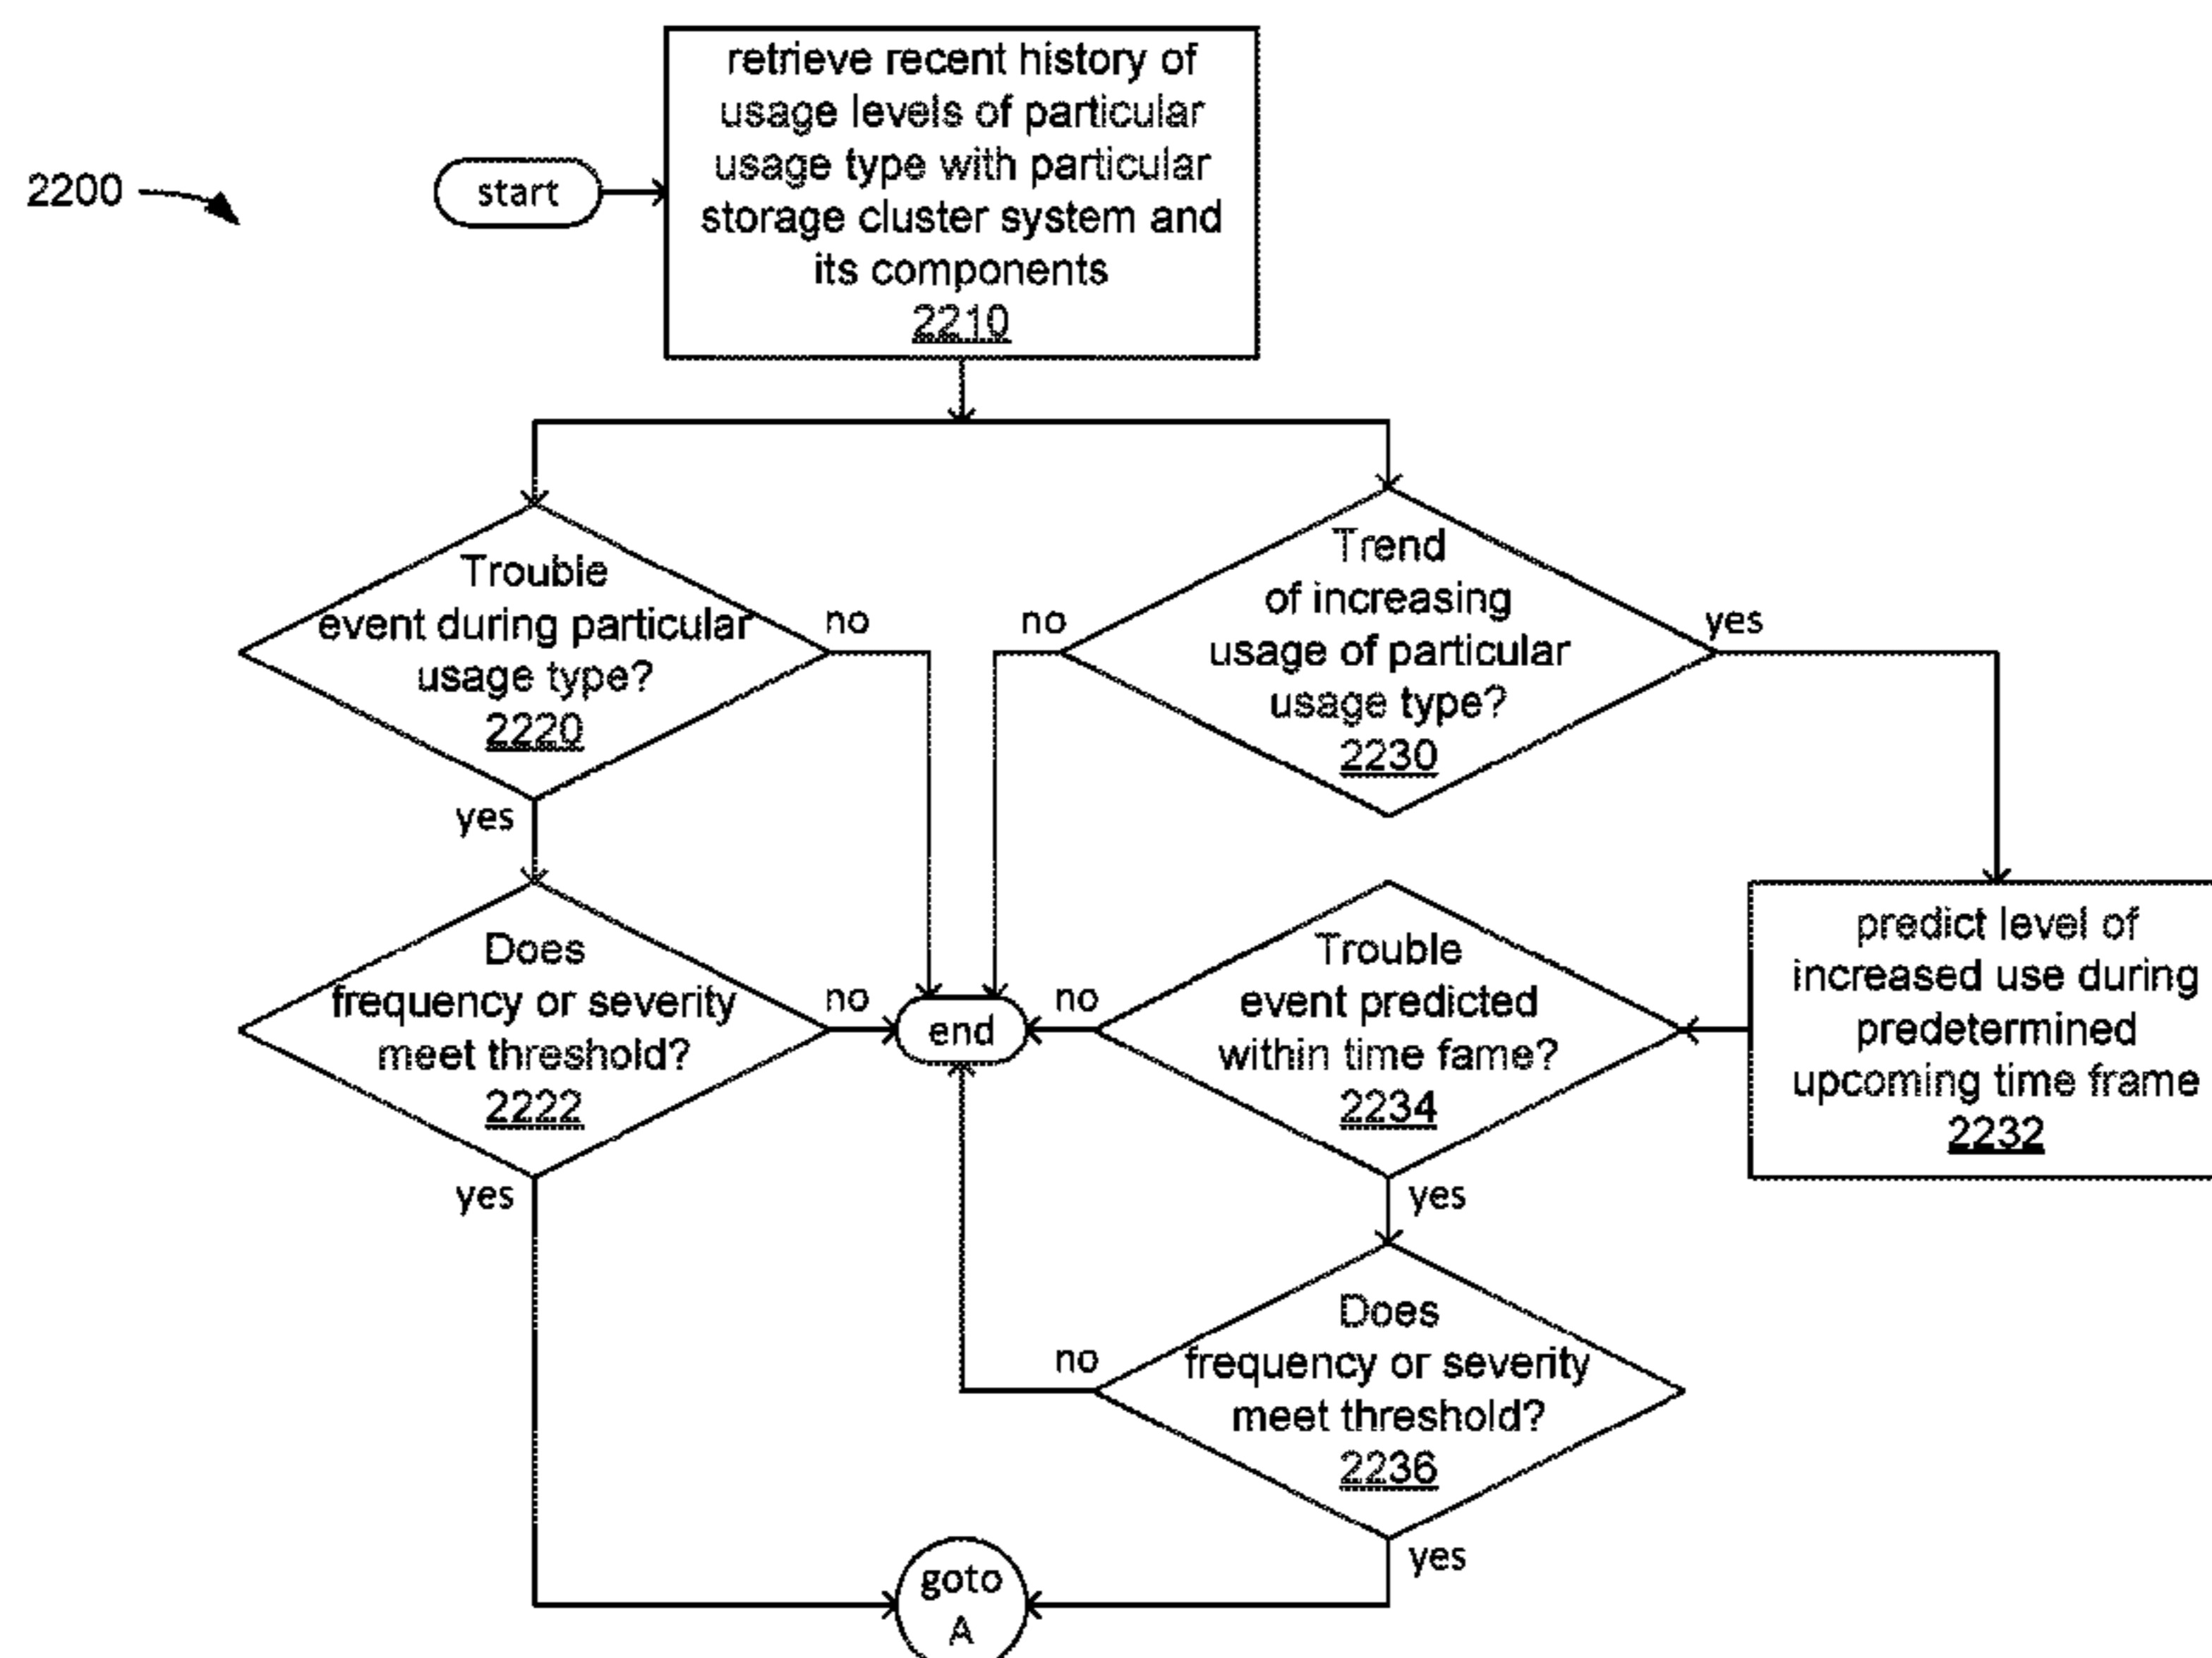 retrieve recent history of
usage levels of particular
usage type with particular
storage cluster system and
its components
2210
2200
start
Trouble
event during particular
usage type?
2220
no
yes
Trend
of increasing
usage of particular
usage type?
2230
no
yes
Does
frequency or severity
meet threshold?
2222
no
yes
end
Trouble
event predicted
within time fame?
2234
no
yes
predict level of
increased use during
predetermined
upcoming time frame
2232
Does
frequency or severity
meet threshold?
2236
no
yes
goto
A